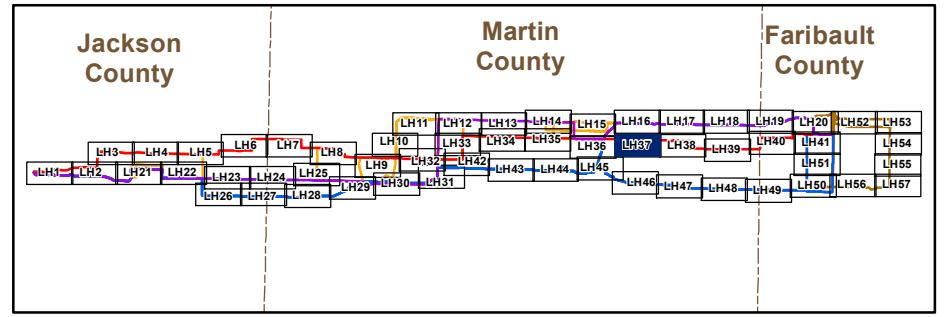 Jackson
County
Martin
County
Faribault
County
LH11
LH12
LH13
LH14
LH15
LH16
LH17
LH18
LH19
LH20
LH52
LH53
LH3
LH4
LH5
LH6
LH7
LH8
LH10
LH33
LH34
LH35
LH36
LH37
LH38
LH39
LH40
LH41
LH54
LH1
LH2
LH21
LH22
LH23
LH24
LH25
LH9
LH32
LH42
LH43
LH44
LH45
LH51
LH55
LH26
LH27
LH28
LH29
LH30
LH31
LH46
LH47
LH48
LH49
LH50
LH56
LH57